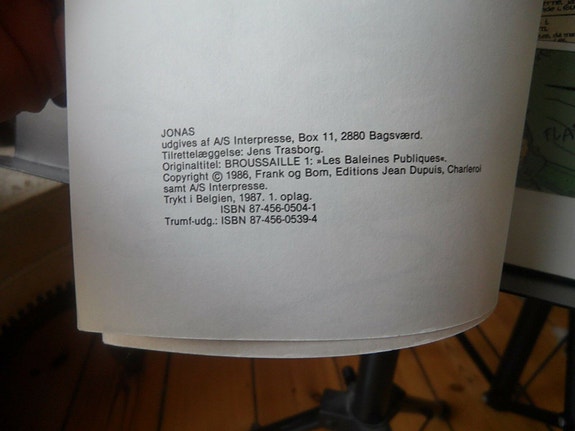 JONAS
udgives af A/S Interpresse, Box 11, 2880 Bagsværd.
Tilrettelæggelse: Jens Trasborg.
Originaltitel: BROUSSAILLE 1: »Les Baleines Publiques«.
Copyright © 1986, Frank og Bom, Editions Jean Dupuis, Charleroi
samt A/S Interpresse.
Trykt i Belgien, 1987. 1. oplag.
ISBN 87-456-0504-1
Trumf-udg.: ISBN 87-456-0539-4